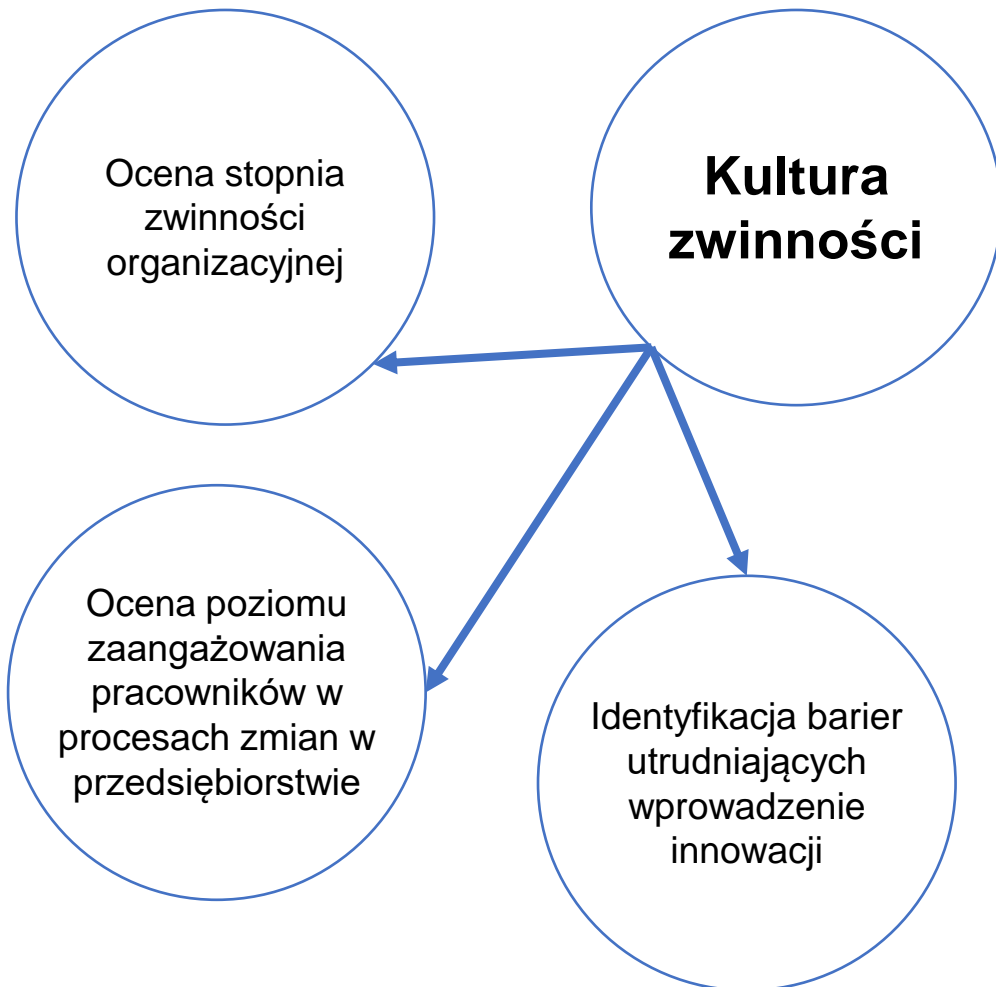 Ocena stopnia
zwinności
organizacyjnej
Kultura
zwinności
Ocena poziomu
zaangażowania
pracowników w
procesach zmian w
przedsiębiorstwie
Identyfikacja barier
utrudniających
wprowadzenie
innowacji